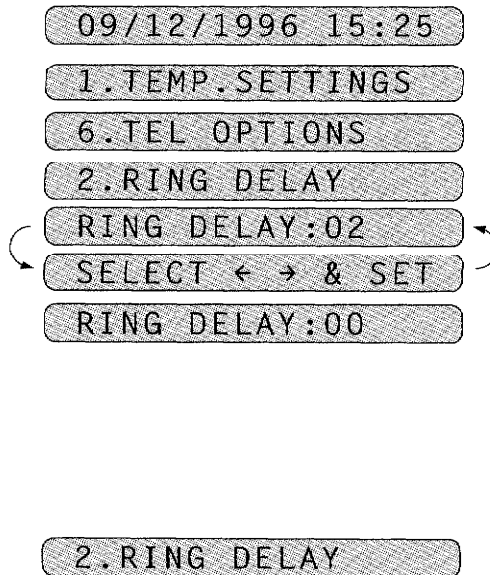 09/12/1996 15:25
1.TEMP.SETTINGS
6.TEL OPTIONS
2.RING DELAY
RING DELAY:02
SELECT ← → & SET
RING DELAY:00
2.RING DELAY